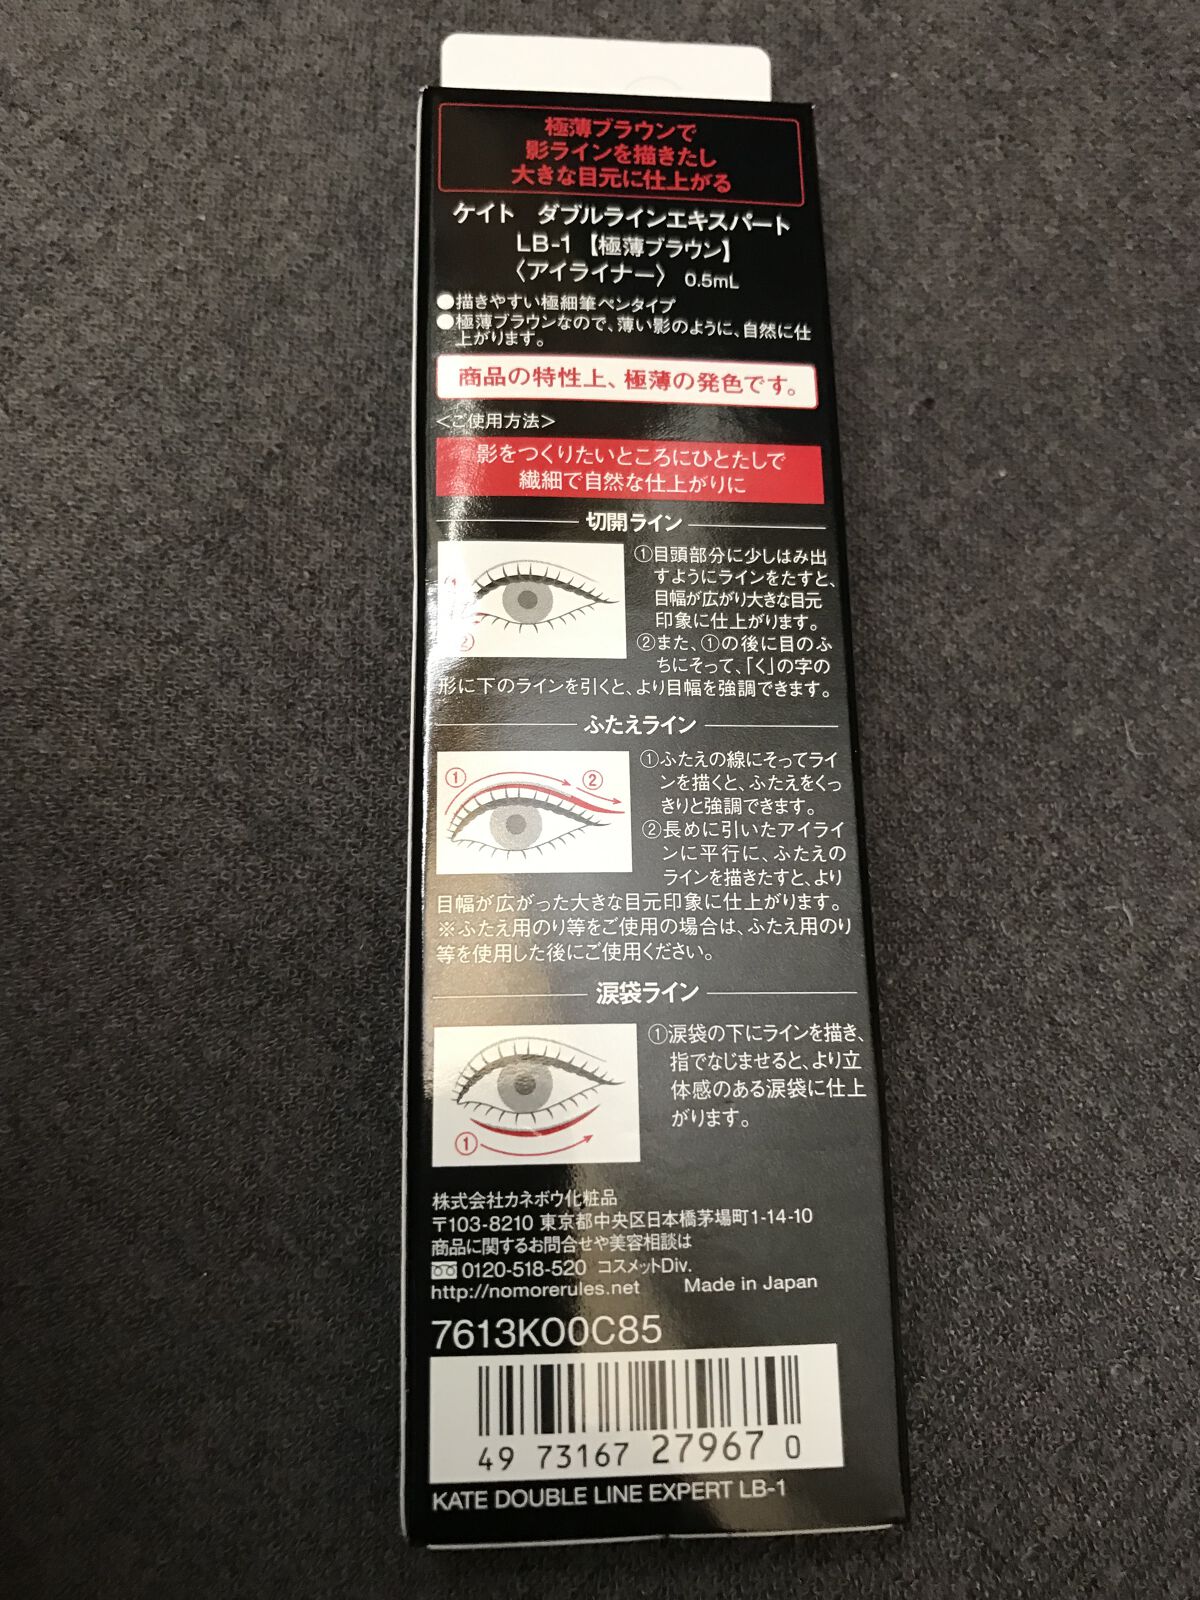 極薄ブラウンで
影ラインを描きたし
大きな目元に仕上がる
ケイト ダブルラインエキスパート
LB-1【極薄ブラウン】
〈アイライナー〉 0.5mL
●描きやすい極細筆ペンタイプ
●極薄ブラウンなので、薄い影のように、自然に仕
上がります。
商品の特性上、極薄の発色です。
<ご使用方法>
影をつくりたいところにひとたしで
繊細で自然な仕上がりに
切開ライン
①
②
①目頭部分に少しはみ出
すようにラインをたすと、
目幅が広がり大きな目元
印象に仕上がります。
②また、①の後に目のふ
ちにそって、「く」の字の
形に下のラインを引くと、より目幅を強調できます。
ふたえライン
① ②
①ふたえの線にそってライ
ンを描くと、ふたえをくっ
きりと強調できます。
②長めに引いたアイライ
ンに平行に、ふたえの
ラインを描きたすと、より
目幅が広がった大きな目元印象に仕上がります。
※ふたえ用のり等をご使用の場合は、ふたえ用のり
等を使用した後にご使用ください。
涙袋ライン
①
①涙袋の下にラインを描き、
指でなじませると、より立
体感のある涙袋に仕上
がります。
株式会社カネボウ化粧品
〒103-8210 東京都中央区日本橋茅場町1-14-10
商品に関するお問合せや美容相談は
0120-518-520 コスメットDiv.
http://nomorerules.net Made in Japan
7613KO0C85
49 73167 27967 0
KATE DOUBLE LINE EXPERT LB-1